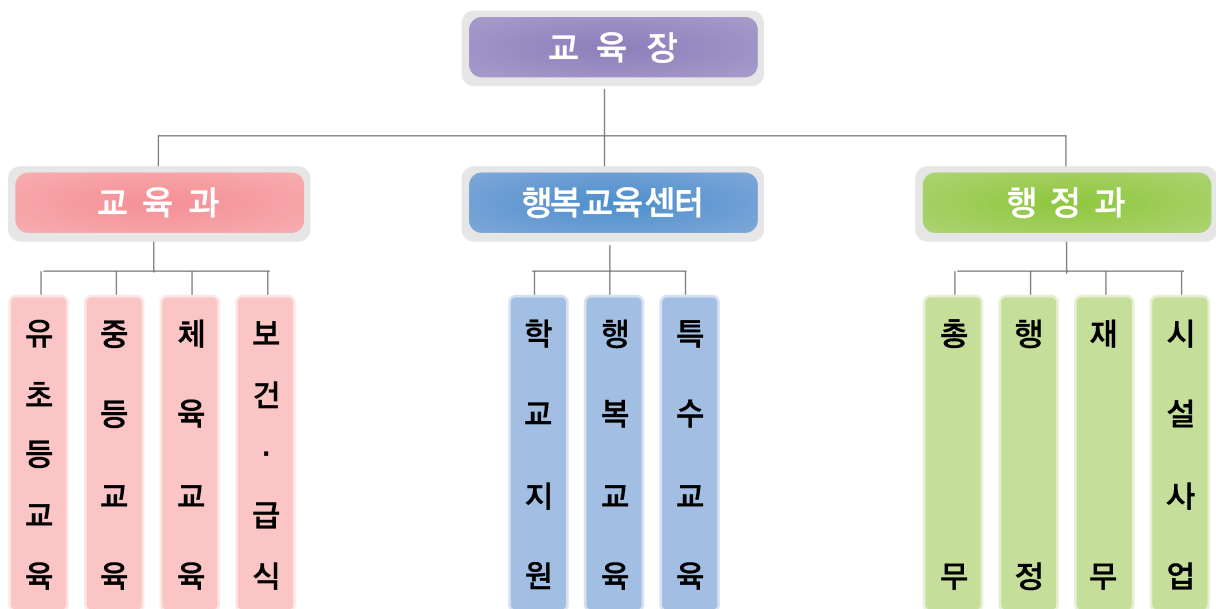 교육장
교육과
행복교육센터
행정과
유초등교육
중등교육
체육교육
보건·급식
학교지원
행복교육
특수교육
총무
행정
재무
시설사업